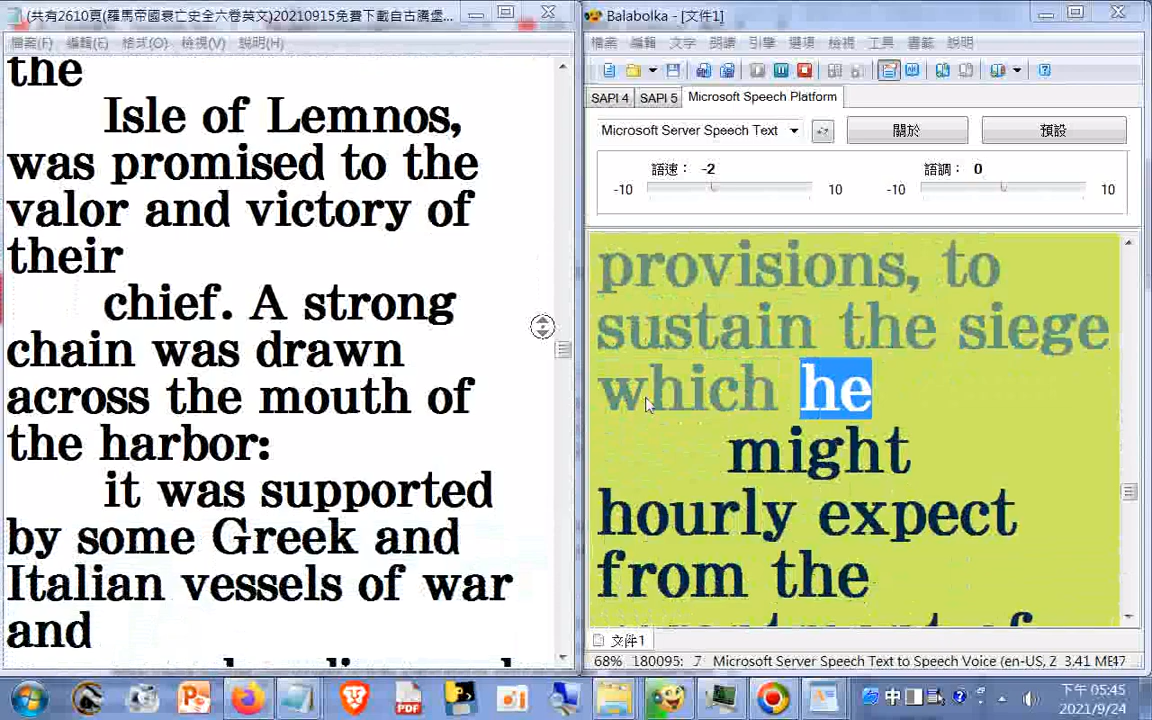 (共有2610頁(羅馬帝國衰亡史全六卷英文)20210915免費下載自古騰堡...
檔案(F) 編輯(E) 格式(O) 檢視(V) 說明(H)
the
Isle of Lemnos,
was promised to the
valor and victory of
their
chief. A strong
chain was drawn
across the mouth of
the harbor:
it was supported
by some Greek and
Italian vessels of war
and
Balabolka - [文件1]
檔案 編輯 文字 朗讀 引擎 選項 檢視 工具 書籤 說明
SAPI 4 SAPI 5 Microsoft Speech Platform
Microsoft Server Speech Text 關於 預設
語速： -2 語調： 0
-10 10 -10 10
provisions, to
sustain the siege
which he
might
hourly expect
from the
文件1
68% 180095: 7 Microsoft Server Speech Text to Speech Voice (en-US, Z 3.41 ME47
中
下午 05:45
2021/9/24